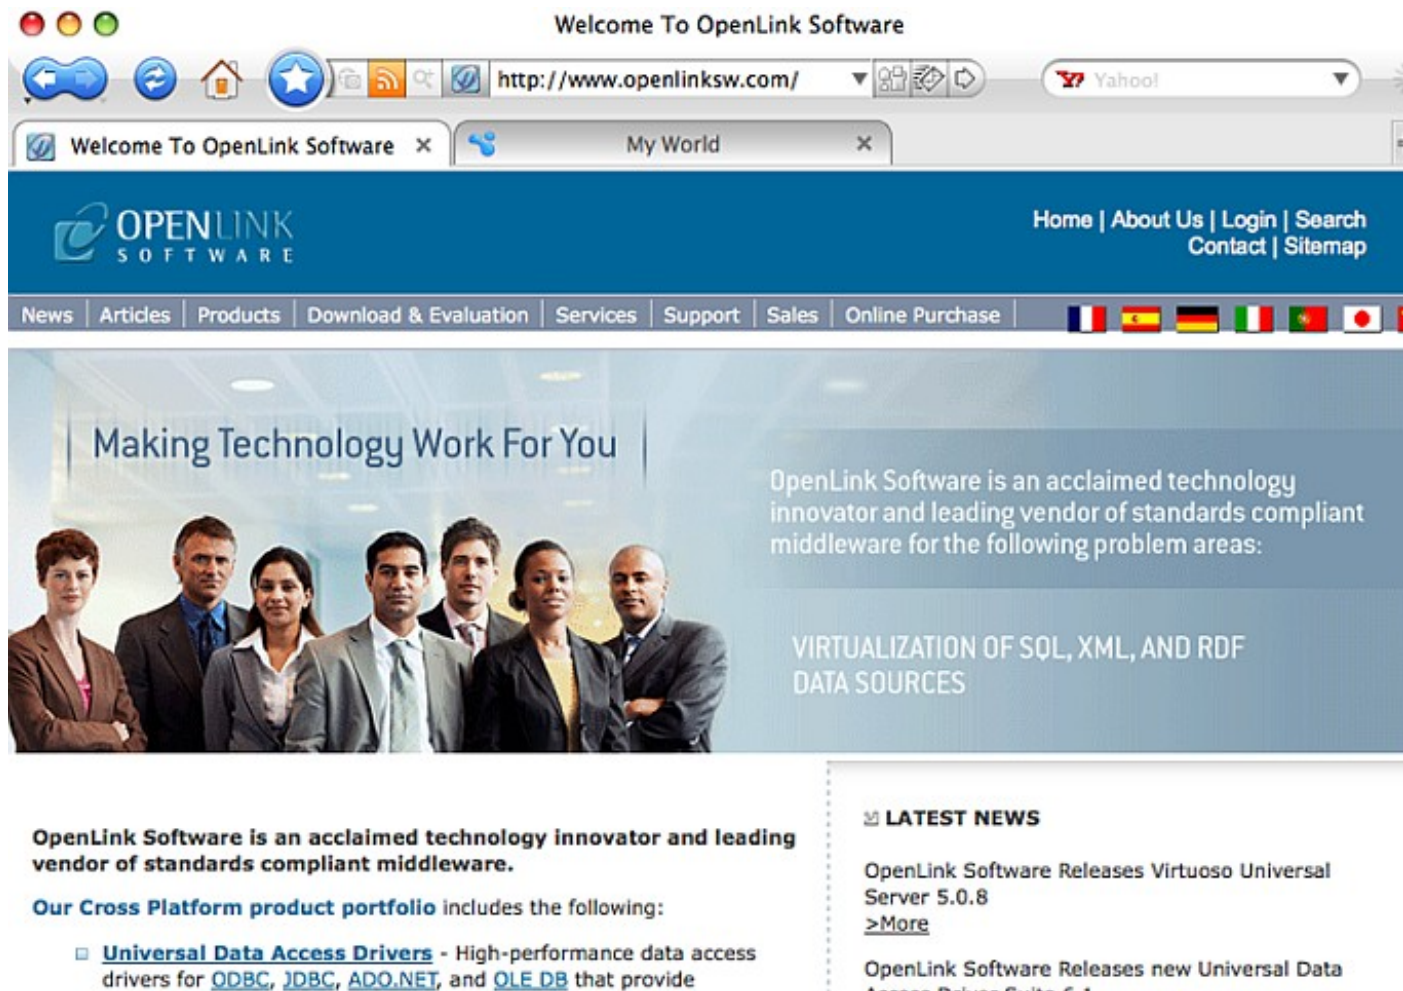 Welcome To OpenLink Software
http://www.openlinksw.com/
Yahoo!
Welcome To OpenLink Software
My World
OPENLINK
SOFTWARE
Home | About Us | Login | Search
Contact | Sitemap
News | Articles | Products | Download & Evaluation | Services | Support | Sales | Online Purchase
Making Technology Work For You
OpenLink Software is an acclaimed technology
innovator and leading vendor of standards compliant
middleware for the following problem areas:
VIRTUALIZATION OF SQL, XML, AND RDF
DATA SOURCES
OpenLink Software is an acclaimed technology innovator and leading
vendor of standards compliant middleware.
Our Cross Platform product portfolio includes the following:
Universal Data Access Drivers - High-performance data access
drivers for ODBC, JDBC, ADO.NET, and OLE DB that provide
LATEST NEWS
OpenLink Software Releases Virtuoso Universal
Server 5.0.8
>More
OpenLink Software Releases new Universal Data
Access Driver Suite 6.1